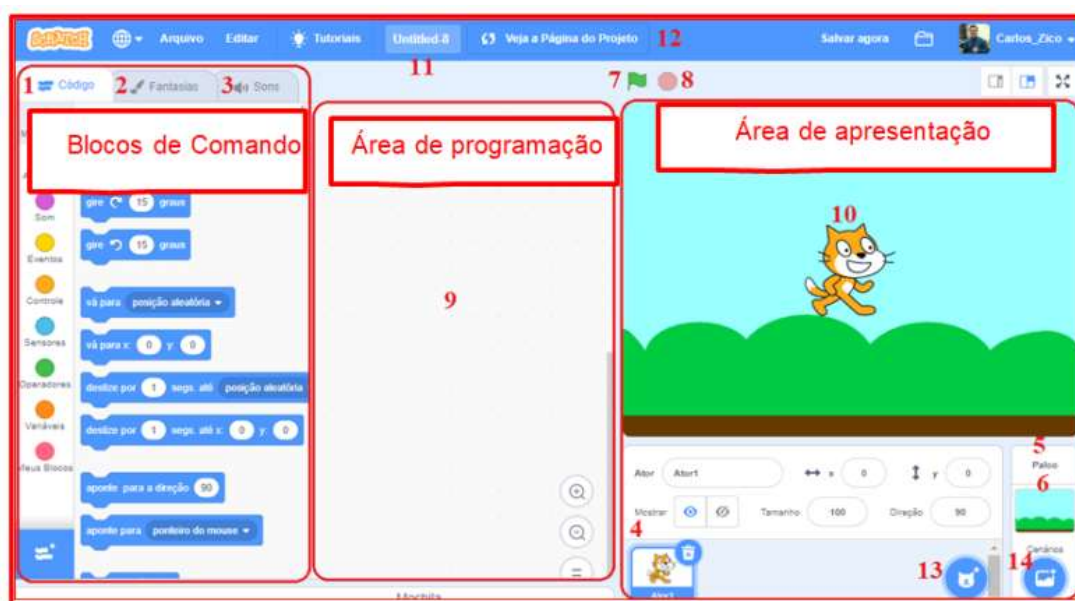 SCRATCH Arquivo Editar Tutoriais Untitled-8 Veja a Página do Projeto 12 Salvar agora Carlos_Zico
11
1 Código 2 Fantasias 3 Sons
7 8
Blocos de Comando
Área de programação
Área de apresentação
Som
Eventos
Controle
Sensores
Operadores
Variáveis
Meus Blocos
gire 15 graus
gire 15 graus
vá para posição aleatória
vá para x: 0 y: 0
deslize por 1 segs. até posição aleatória
deslize por 1 segs. até x: 0 y: 0
aponte para a direção 90
aponte para ponteiro do mouse
9
10
Ator Ator1 x 0 y 0
Mostrar Tamanho 100 Direção 90
4
Ator1
5
Palco
6
Cenários
13
14
Mochila